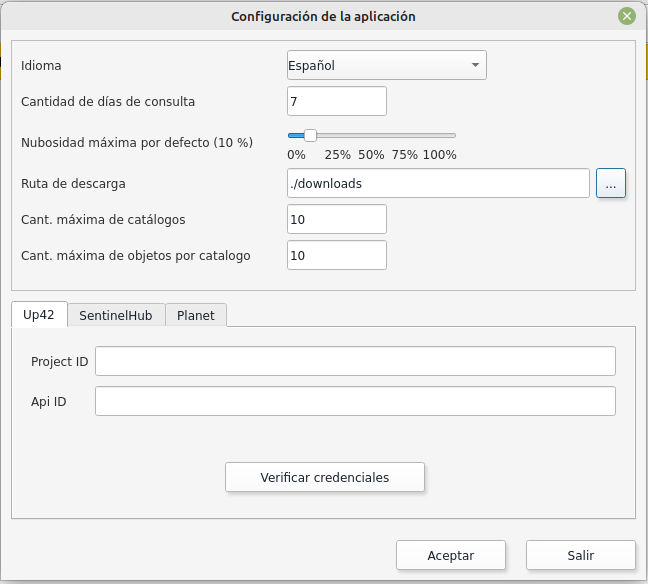 Configuración de la aplicación
Idioma
Español
Cantidad de días de consulta
7
Nubosidad máxima por defecto (10 %)
0% 25% 50% 75% 100%
Ruta de descarga
./downloads
...
Cant. máxima de catálogos
10
Cant. máxima de objetos por catalogo
10
Up42 SentinelHub Planet
Project ID
Api ID
Verificar credenciales
Aceptar Salir